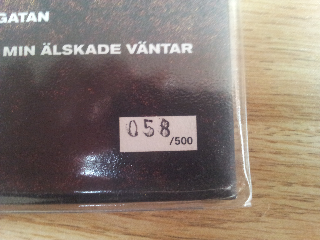 GATAN
MIN ÄLSKADE VÄNTAR
058
/500